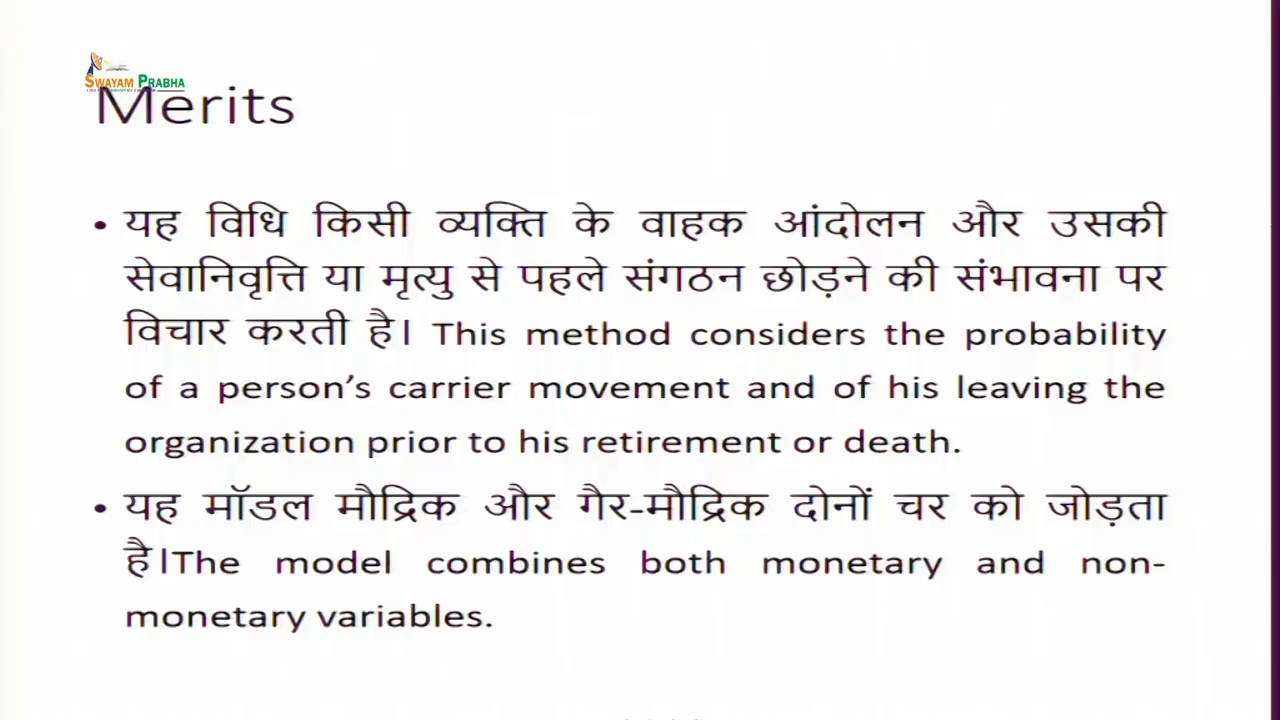 SWAYAM PRABHA
Merits
• यह विधि किसी व्यक्ति के वाहक आंदोलन और उसकी
सेवानिवृत्ति या मृत्यु से पहले संगठन छोड़ने की संभावना पर
विचार करती है। This method considers the probability
of a person’s carrier movement and of his leaving the
organization prior to his retirement or death.
• यह मॉडल मौद्रिक और गैर-मौद्रिक दोनों चर को जोड़ता
है।The model combines both monetary and non-
monetary variables.